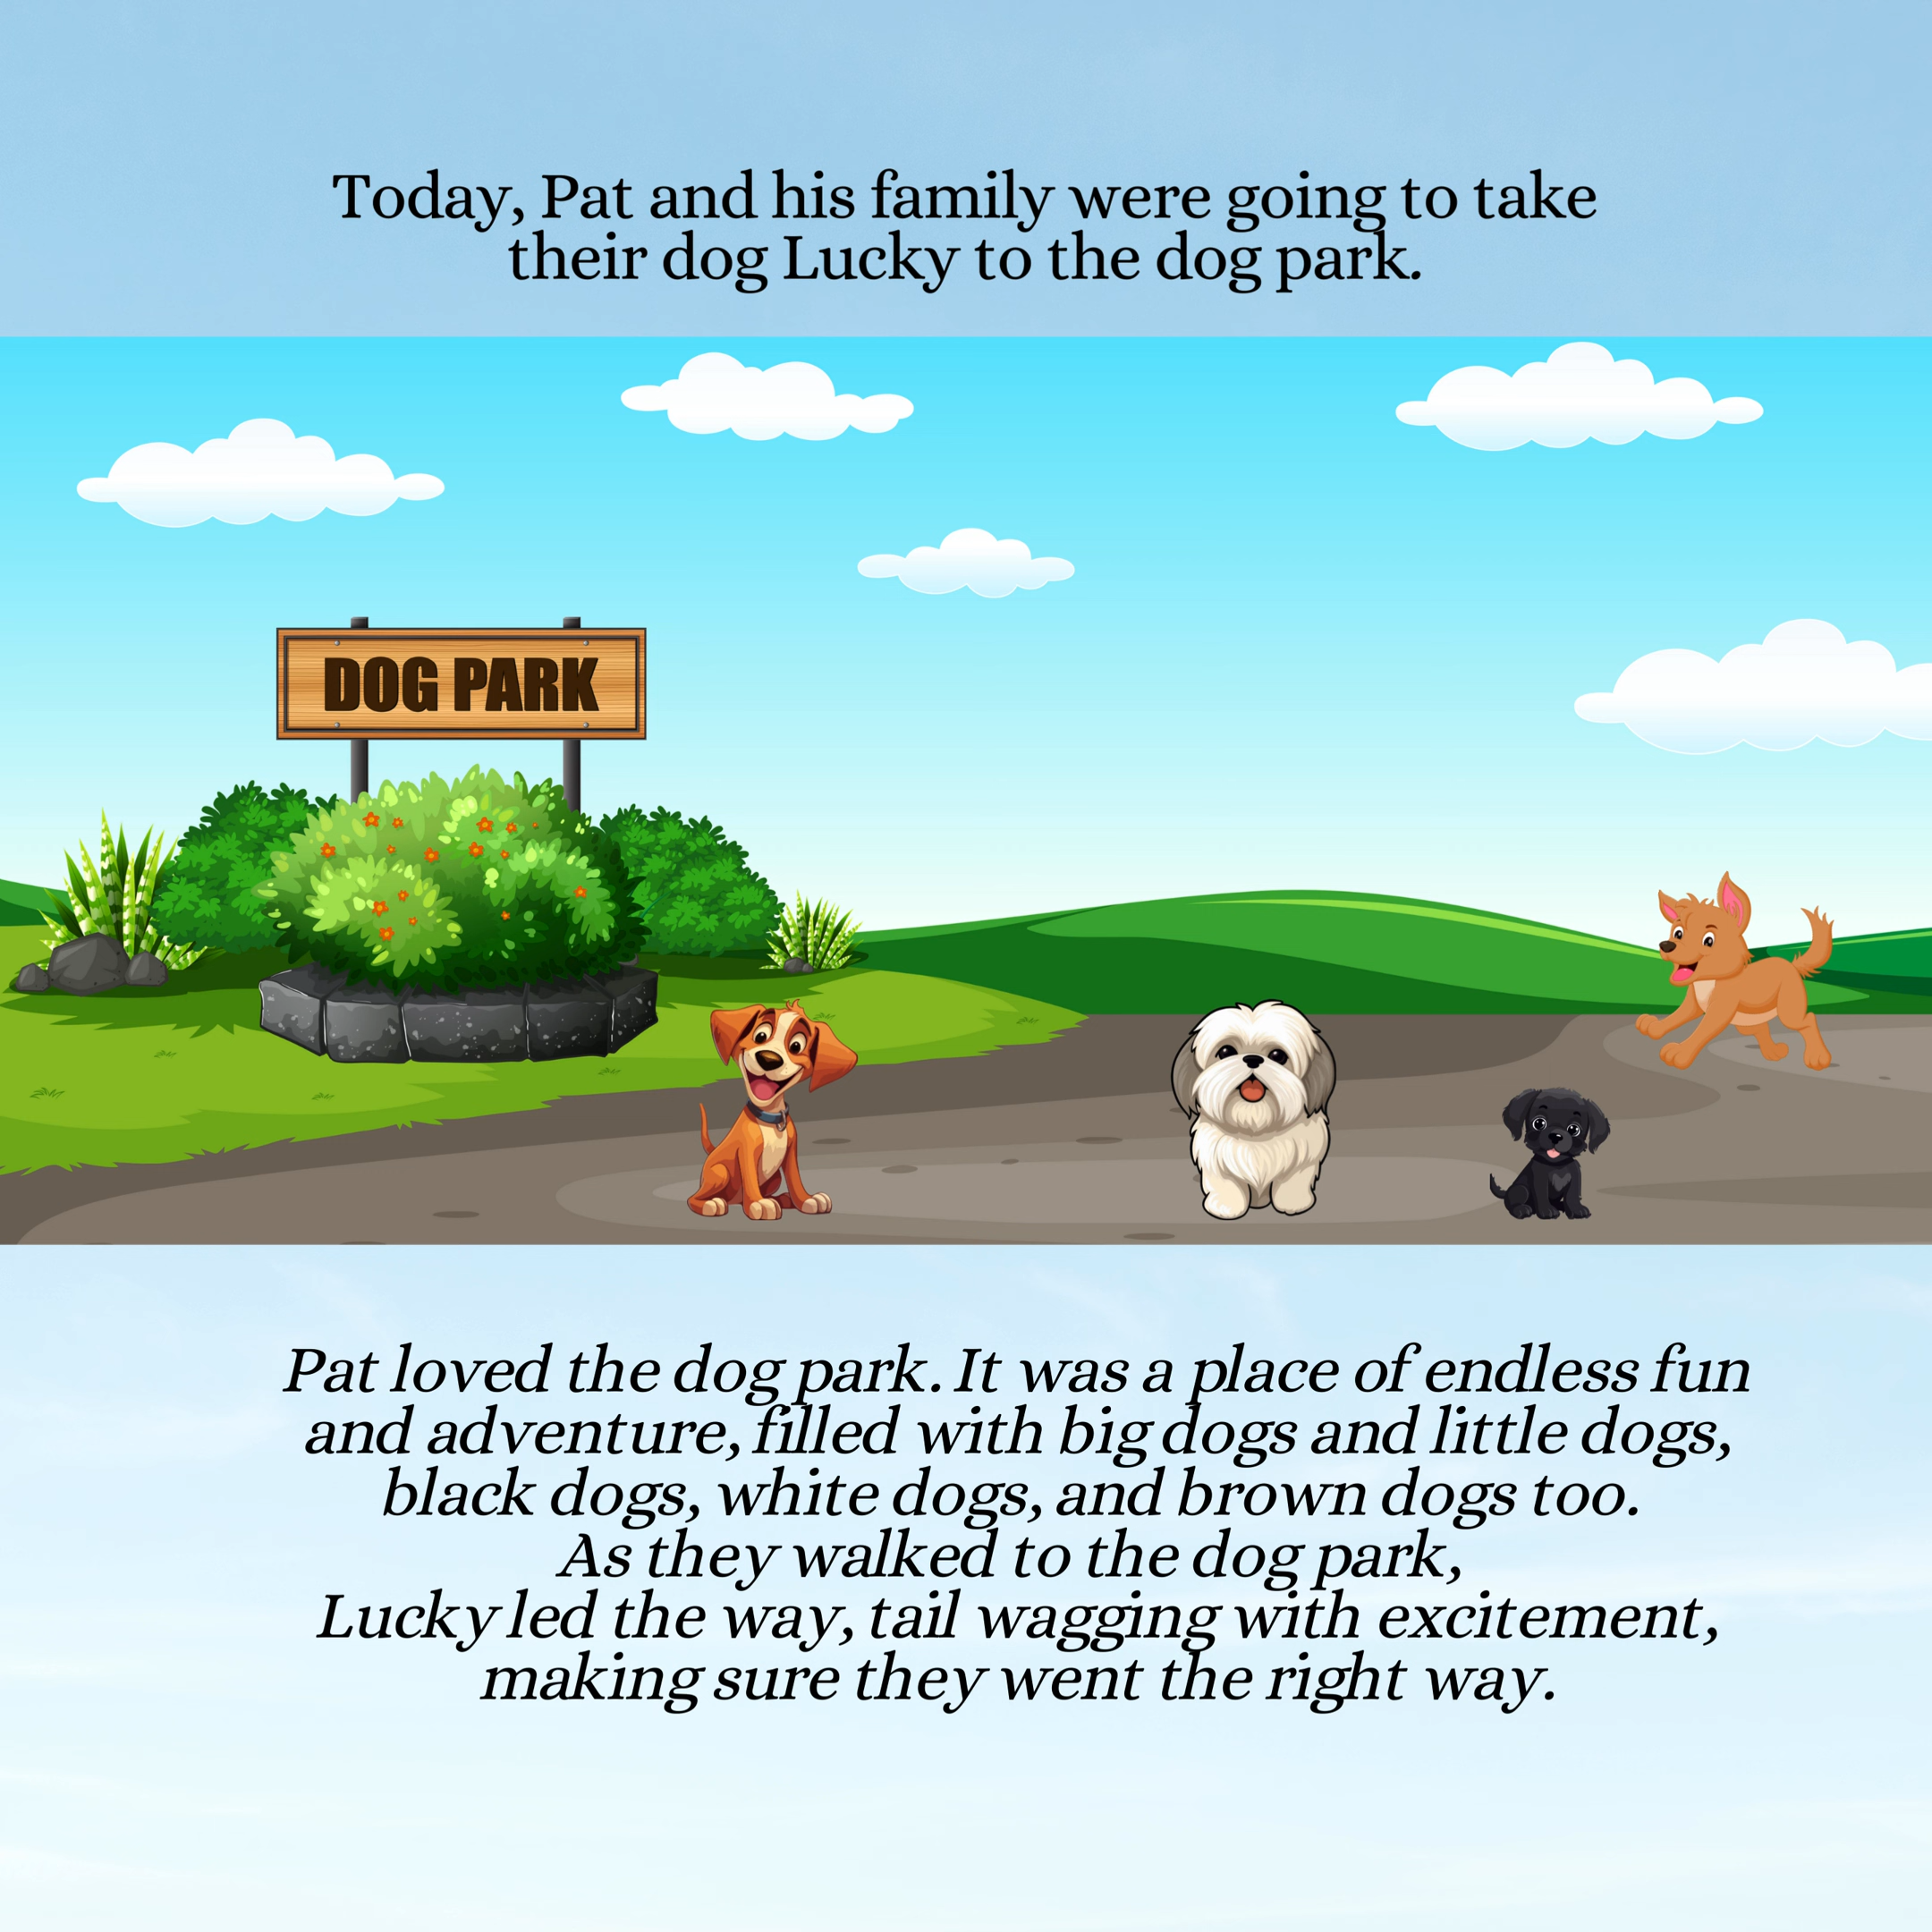 Today, Pat and his family were going to take
their dog Lucky to the dog park.
DOG PARK
Pat loved the dog park. It was a place of endless fun
and adventure, filled with big dogs and little dogs,
black dogs, white dogs, and brown dogs too.
As they walked to the dog park,
Lucky led the way, tail wagging with excitement,
making sure they went the right way.